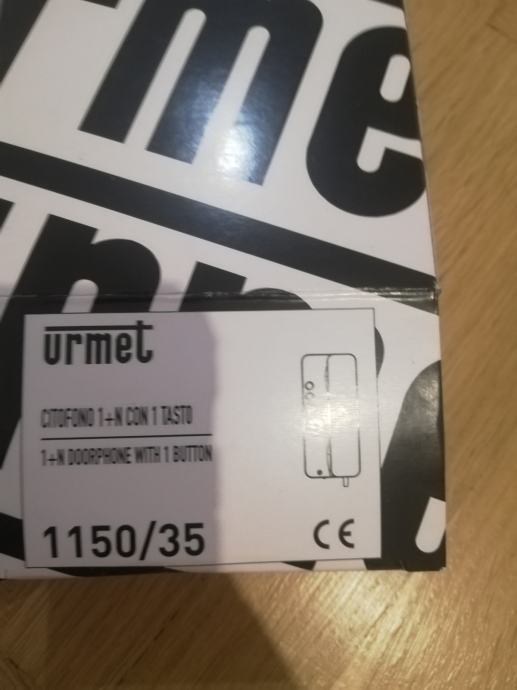 urmet
CITOFONO 1+N CON 1 TASTO
1+N DOORPHONE WITH 1 BUTTON
1150/35
CE